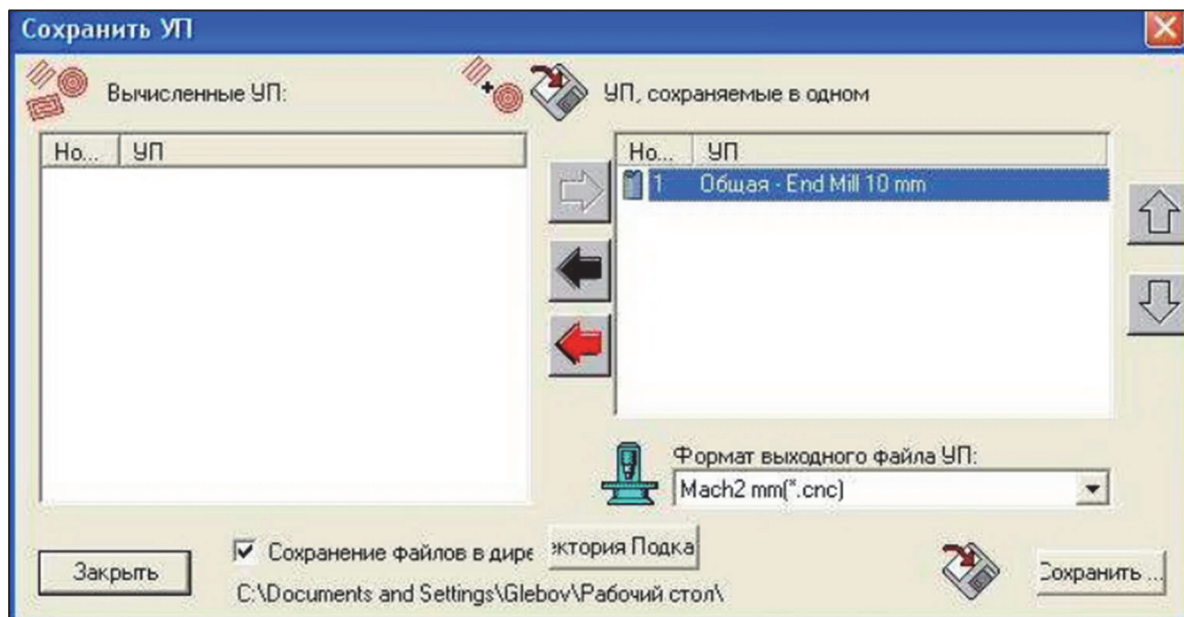 Сохранить УП
Вычисленные УП:
УП, сохраняемые в одном
Но... УП
Но... УП
1 Общая - End Mill 10 mm
Формат выходного файла УП:
Mach2 mm(*.cnc)
Сохранение файлов в дире
эктория Подка
Закрыть
Сохранить ...
C:\Documents and Settings\Glebov\Рабочий стол\